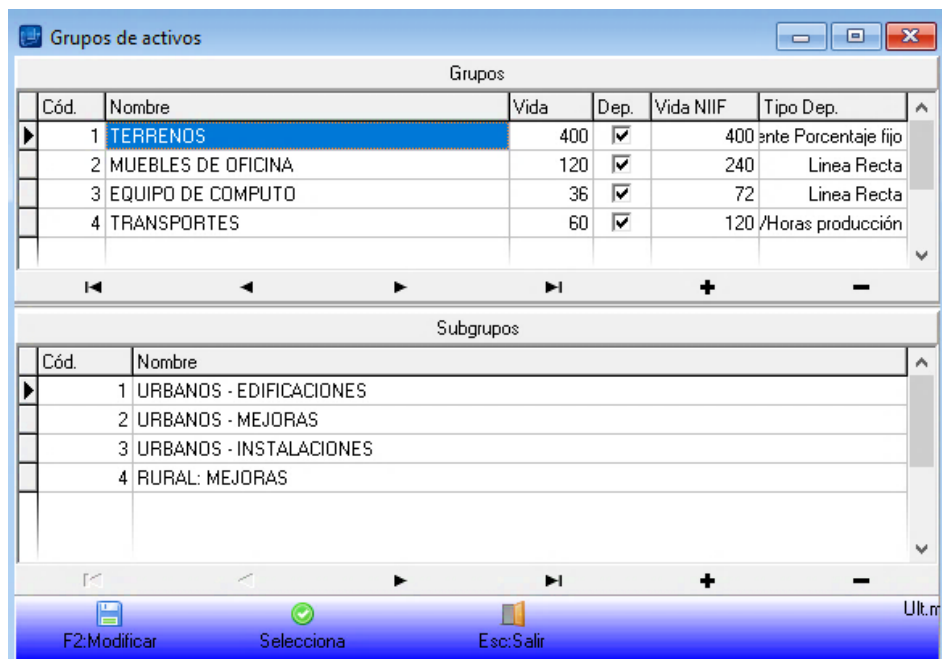 Grupos de activos
Grupos
Cód. Nombre Vida Dep. Vida NIIF Tipo Dep.
1 TERRENOS 400 400 ente Porcentaje fijo
2 MUEBLES DE OFICINA 120 240 Linea Recta
3 EQUIPO DE COMPUTO 36 72 Linea Recta
4 TRANSPORTES 60 120 /Horas producción
Subgrupos
Cód. Nombre
1 URBANOS - EDIFICACIONES
2 URBANOS - MEJORAS
3 URBANOS - INSTALACIONES
4 RURAL: MEJORAS
Ult.m
F2:Modificar Selecciona Esc:Salir